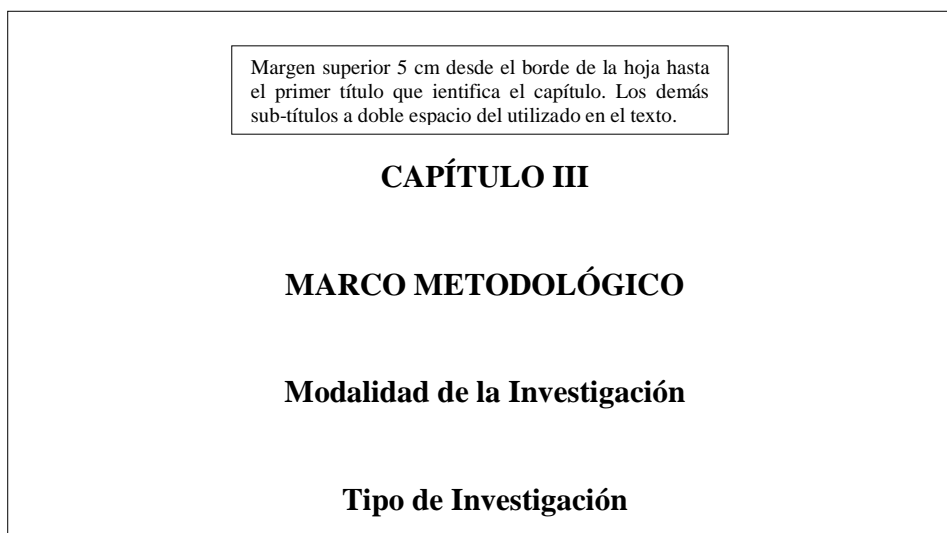 Margen superior 5 cm desde el borde de la hoja hasta
el primer título que ientifica el capítulo. Los demás
sub-títulos a doble espacio del utilizado en el texto.
CAPÍTULO III
MARCO METODOLÓGICO
Modalidad de la Investigación
Tipo de Investigación